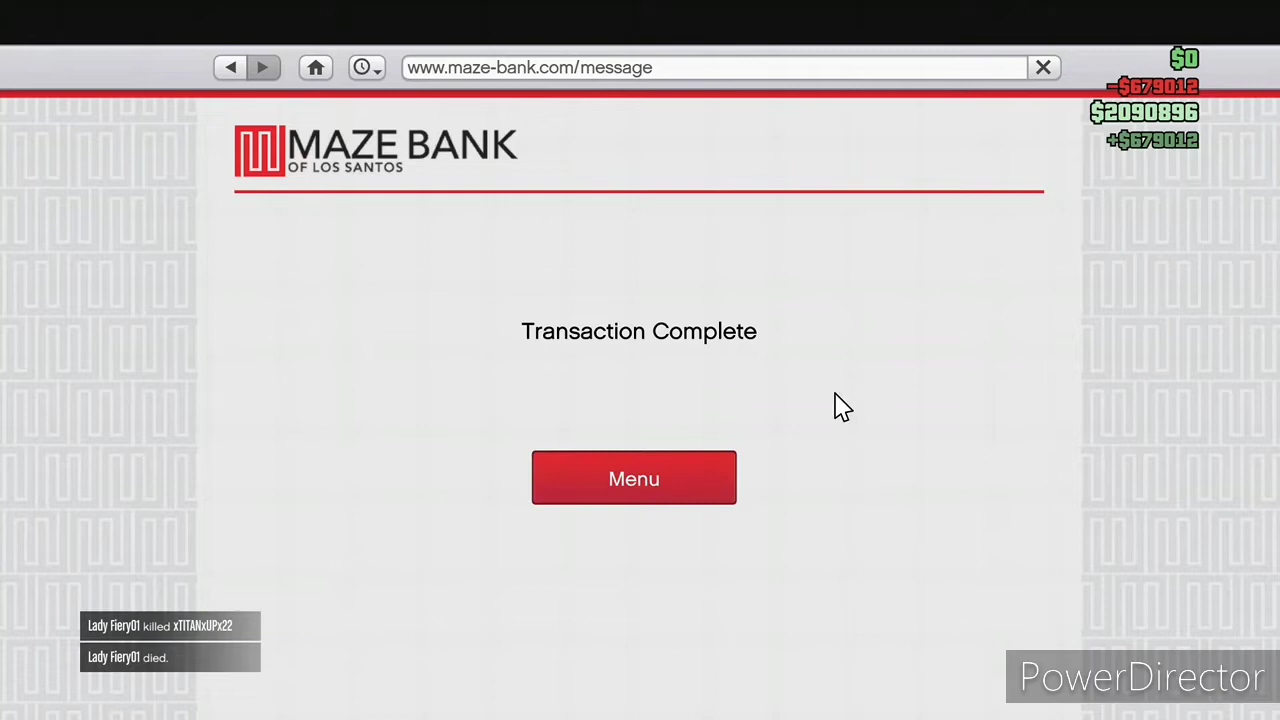 www.maze-bank.com/message
$0
-$679012
$2090896
+$679012
MAZE BANK
OF LOS SANTOS
Transaction Complete
Menu
Lady Fiery01 killed xTITANxUPx22
Lady Fiery01 died.
PowerDirector